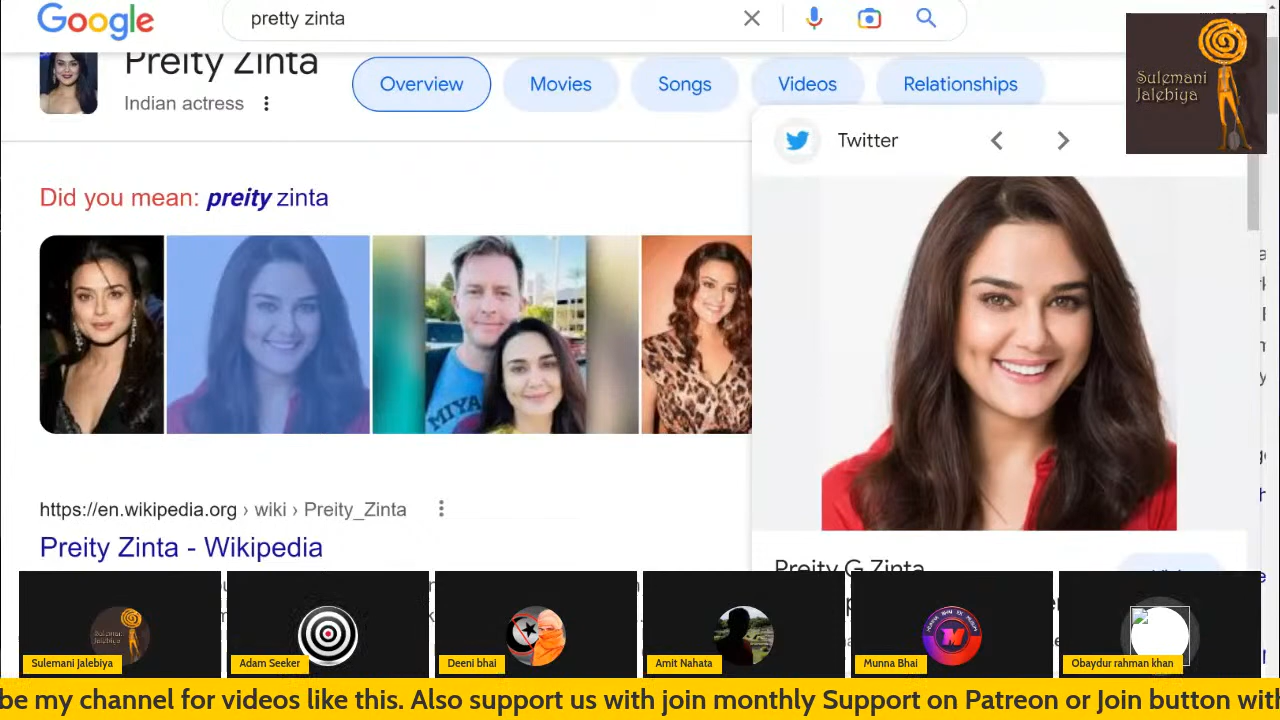 Google
pretty zinta
Preity Zinta
Indian actress
Overview
Movies
Songs
Videos
Relationships
Sulemani
Jalebiya
Twitter
Did you mean: preity zinta
MIYA
https://en.wikipedia.org › wiki › Preity_Zinta
Preity Zinta - Wikipedia
Preity G Zinta
Sulemani Jalebiya
Adam Seeker
Deeni bhai
Amit Nahata
M
Munna Bhai
Obaydur rahman khan
be my channel for videos like this. Also support us with join monthly Support on Patreon or Join button wit